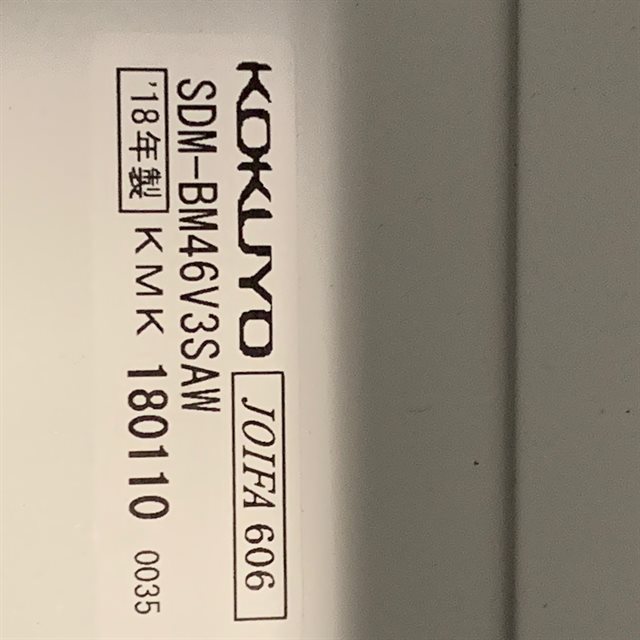 KOKUYO JOIFA 606
SDM-BM46V3SAW
'18年製 KMK 180110 0035